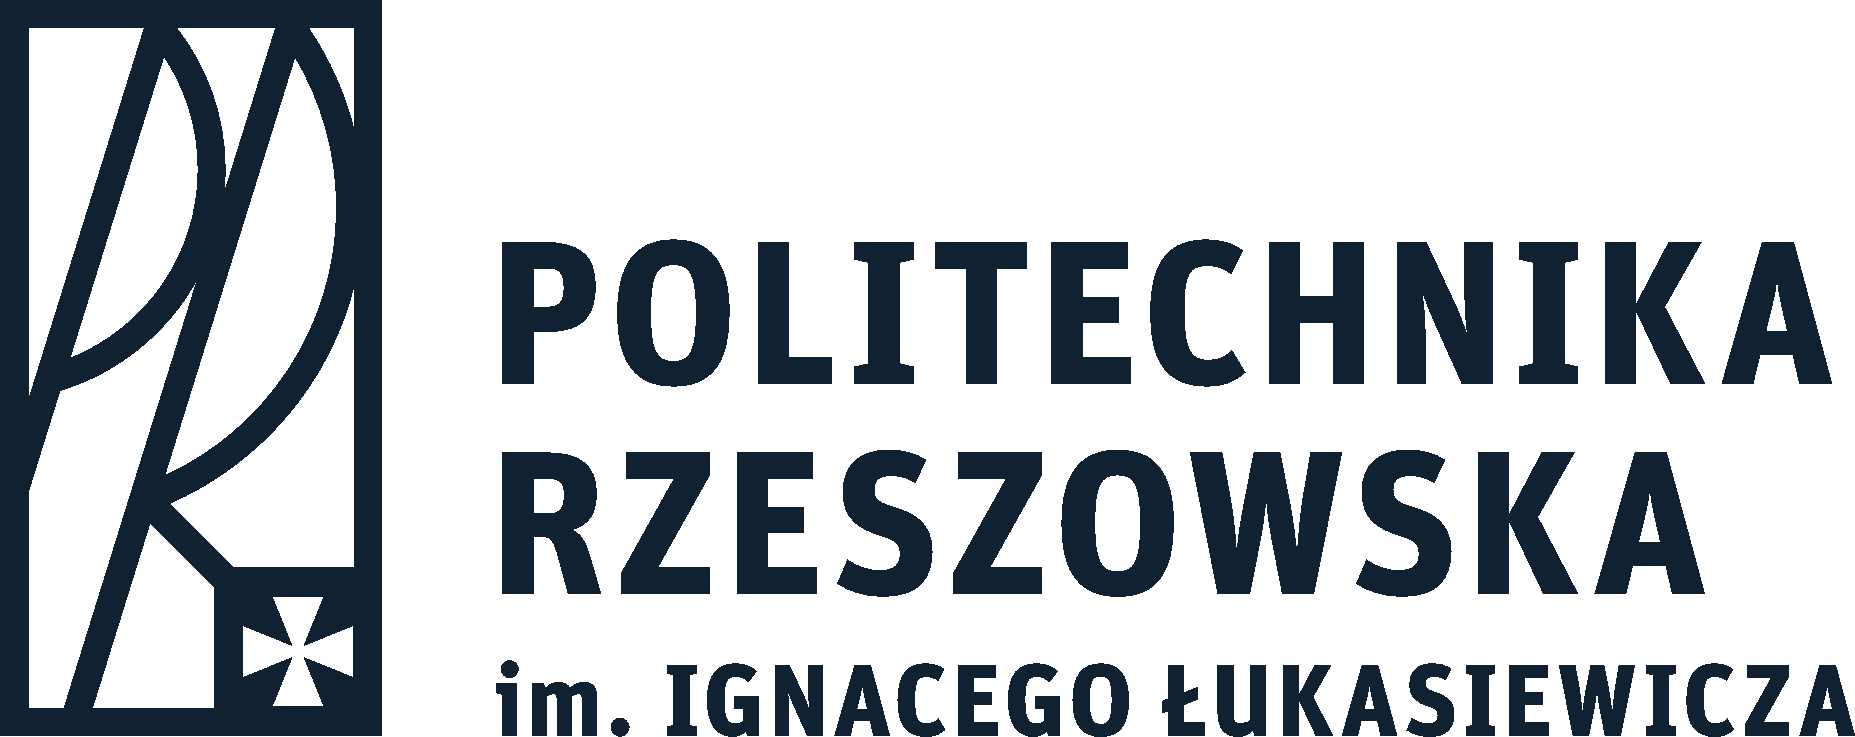 POLITECHNIKA
RZESZOWSKA
im. IGNACEGO ŁUKASIEWICZA